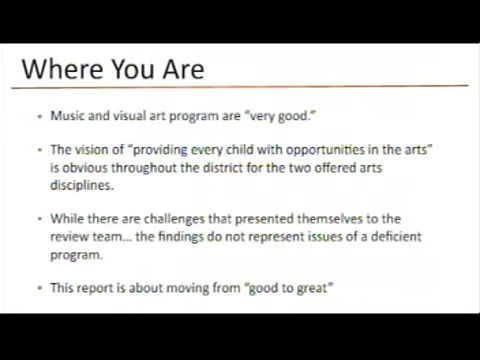 Where You Are
• Music and visual art program are “very good.”
• The vision of “providing every child with opportunities in the arts”
is obvious throughout the district for the two offered arts
disciplines.
• While there are challenges that presented themselves to the
review team… the findings do not represent issues of a deficient
program.
• This report is about moving from “good to great”